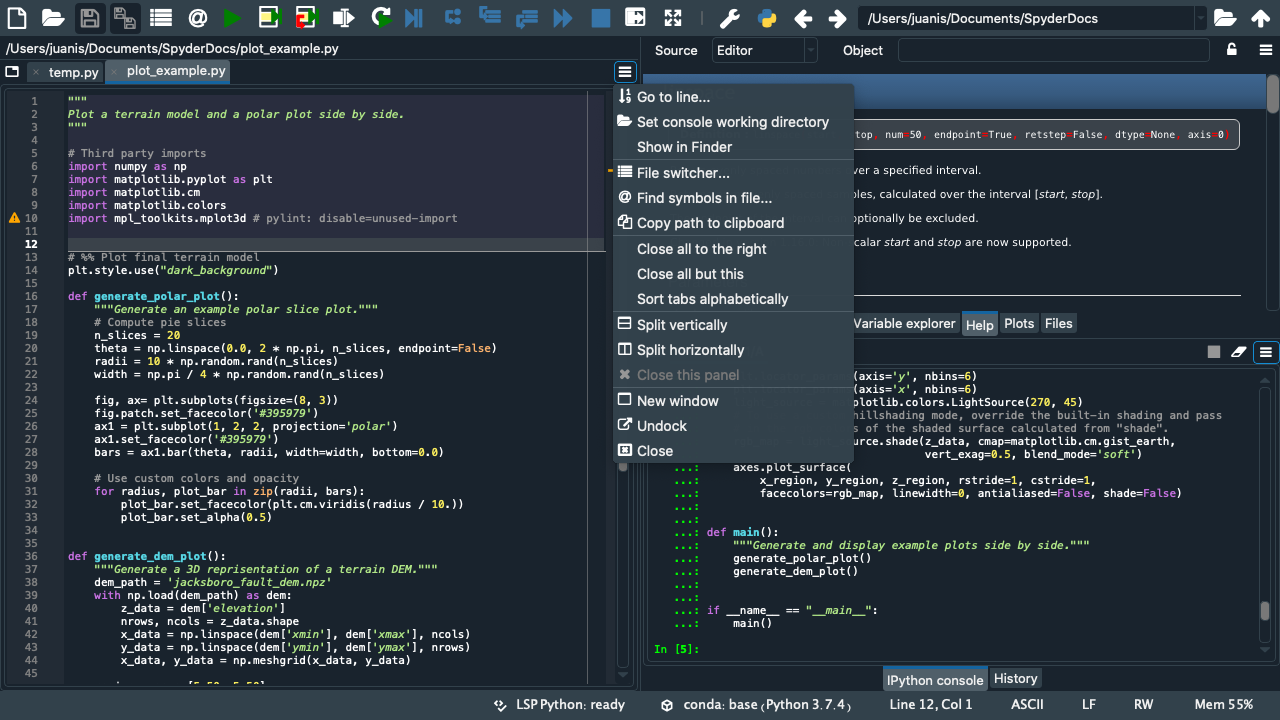 /Users/juanis/Documents/SpyderDocs
/Users/juanis/Documents/SpyderDocs/plot_example.py
temp.py
plot_example.py
1 """
2 Plot a terrain model and a polar plot side by side.
3 """
4
5 # Third party imports
6 import numpy as np
7 import matplotlib.pyplot as plt
8 import matplotlib.cm
9 import matplotlib.colors
10 import mpl_toolkits.mplot3d # pylint: disable=unused-import
11
12
13 # %% Plot final terrain model
14 plt.style.use("dark_background")
15
16 def generate_polar_plot():
17 """Generate an example polar slice plot."""
18 # Compute pie slices
19 n_slices = 20
20 theta = np.linspace(0.0, 2 * np.pi, n_slices, endpoint=False)
21 radii = 10 * np.random.rand(n_slices)
22 width = np.pi / 4 * np.random.rand(n_slices)
23
24 fig, ax= plt.subplots(figsize=(8, 3))
25 fig.patch.set_facecolor('#395979')
26 ax1 = plt.subplot(1, 2, 2, projection='polar')
27 ax1.set_facecolor('#395979')
28 bars = ax1.bar(theta, radii, width=width, bottom=0.0)
29
30 # Use custom colors and opacity
31 for radius, plot_bar in zip(radii, bars):
32 plot_bar.set_facecolor(plt.cm.viridis(radius / 10.))
33 plot_bar.set_alpha(0.5)
34
35
36 def generate_dem_plot():
37 """Generate a 3D reprisentation of a terrain DEM."""
38 dem_path = 'jacksboro_fault_dem.npz'
39 with np.load(dem_path) as dem:
40 z_data = dem['elevation']
41 nrows, ncols = z_data.shape
42 x_data = np.linspace(dem['xmin'], dem['xmax'], ncols)
43 y_data = np.linspace(dem['ymin'], dem['ymax'], nrows)
44 x_data, y_data = np.meshgrid(x_data, y_data)
45
Go to line...
Set console working directory
Show in Finder
File switcher...
Find symbols in file...
Copy path to clipboard
Close all to the right
Close all but this
Sort tabs alphabetically
Split vertically
Split horizontally
Close this panel
New window
Undock
Close
Source Editor Object
top, num=50, endpoint=True, retstep=False, dtype=None, axis=0)
over a specified interval.
ples, calculated over the interval [start, stop].
optionally be excluded.
calar start and stop are now supported.
Variable explorer Help Plots Files
(axis='y', nbins=6)
(axis='x', nbins=6)
plotlib.colors.LightSource(270, 45)
hillshading mode, override the built-in shading and pass
s of the shaded surface calculated from "shade".
ource.shade(z_data, cmap=matplotlib.cm.gist_earth,
vert_exag=0.5, blend_mode='soft')
...: axes.plot_surface(
...: x_region, y_region, z_region, rstride=1, cstride=1,
...: facecolors=rgb_map, linewidth=0, antialiased=False, shade=False)
...:
...:
...: def main():
...: """Generate and display example plots side by side."""
...: generate_polar_plot()
...: generate_dem_plot()
...:
...:
...: if __name__ == "__main__":
...: main()
In [5]:
IPython console History
LSP Python: ready conda: base (Python 3.7.4) Line 12, Col 1 ASCII LF RW Mem 55%